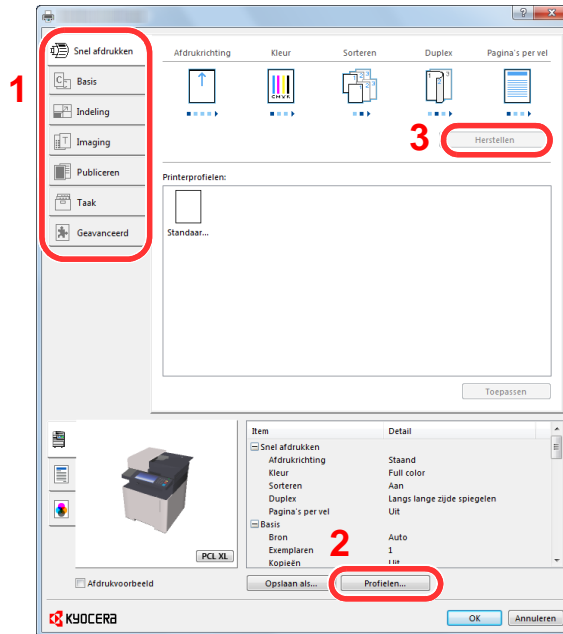 1
Snel afdrukken
Basis
Indeling
Imaging
Publiceren
Taak
Geavanceerd
Afdrukrichting Kleur Sorteren Duplex Pagina's per vel
CMYK
3
Herstellen
Printerprofielen:
Standaar...
Toepassen
Item Detail
Snel afdrukken
Afdrukrichting Staand
Kleur Full color
Sorteren Aan
Duplex Langs lange zijde spiegelen
Pagina's per vel Uit
Basis
Bron Auto
Exemplaren 1
Kopieën Uit
2
PCL XL
Afdrukvoorbeeld
Opslaan als... Profielen...
KYOCERA
OK Annuleren